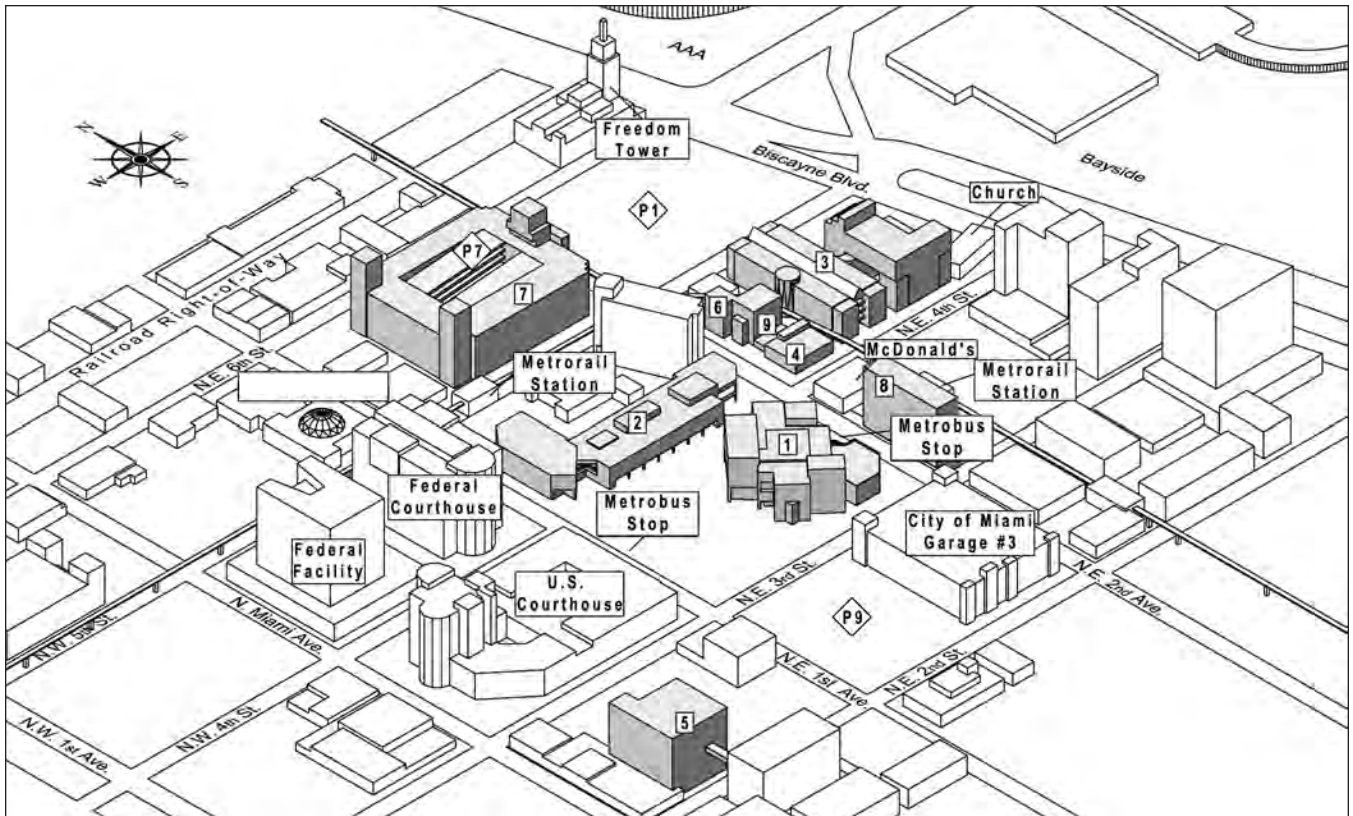 AAA
Freedom
Tower
Biscayne Blvd.
Bayside
N
E
W
S
Church
P1
P7
3
7
6
9
4
N.E. 4th St.
Railroad Right-of-Way
N.E. 6th St.
McDonald's
Metrorail
Station
Metrorail
Station
8
2
1
Metrobus
Stop
Federal
Courthouse
Metrobus
Stop
City of Miami
Garage #3
Federal
Facility
U.S.
Courthouse
N.E. 3rd St.
N.E. 2nd Ave.
P9
N Miami Ave.
N.W. 5th St.
N.E. 1st Ave.
N.E. 2nd St.
N.W. 4th St.
N.W. 1st Ave.
5